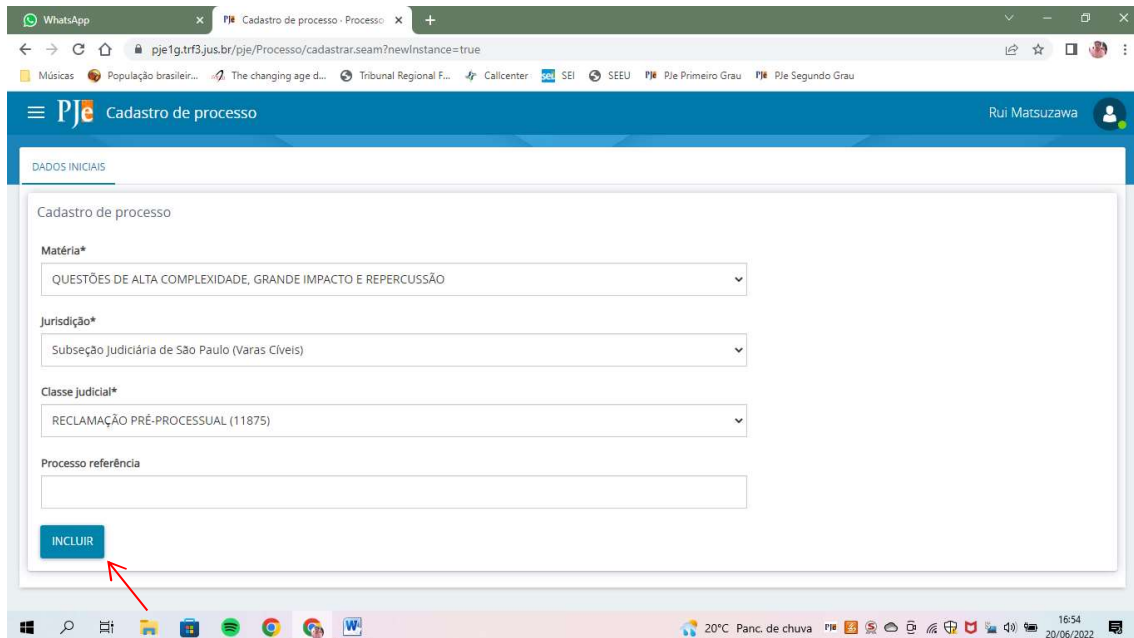 WhatsApp
PJe Cadastro de processo · Processo
pje1g.trf3.jus.br/pje/Processo/cadastrar.seam?newInstance=true
Músicas População brasileir... The changing age d... Tribunal Regional F... Callcenter sei. SEI SEEU PJe PJe Primeiro Grau PJe PJe Segundo Grau
PJe Cadastro de processo Rui Matsuzawa
DADOS INICIAIS
Cadastro de processo
Matéria*
QUESTÕES DE ALTA COMPLEXIDADE, GRANDE IMPACTO E REPERCUSSÃO
Jurisdição*
Subseção Judiciária de São Paulo (Varas Cíveis)
Classe judicial*
RECLAMAÇÃO PRÉ-PROCESSUAL (11875)
Processo referência
INCLUIR
W 20°C Panc. de chuva PJe 16:54
20/06/2022